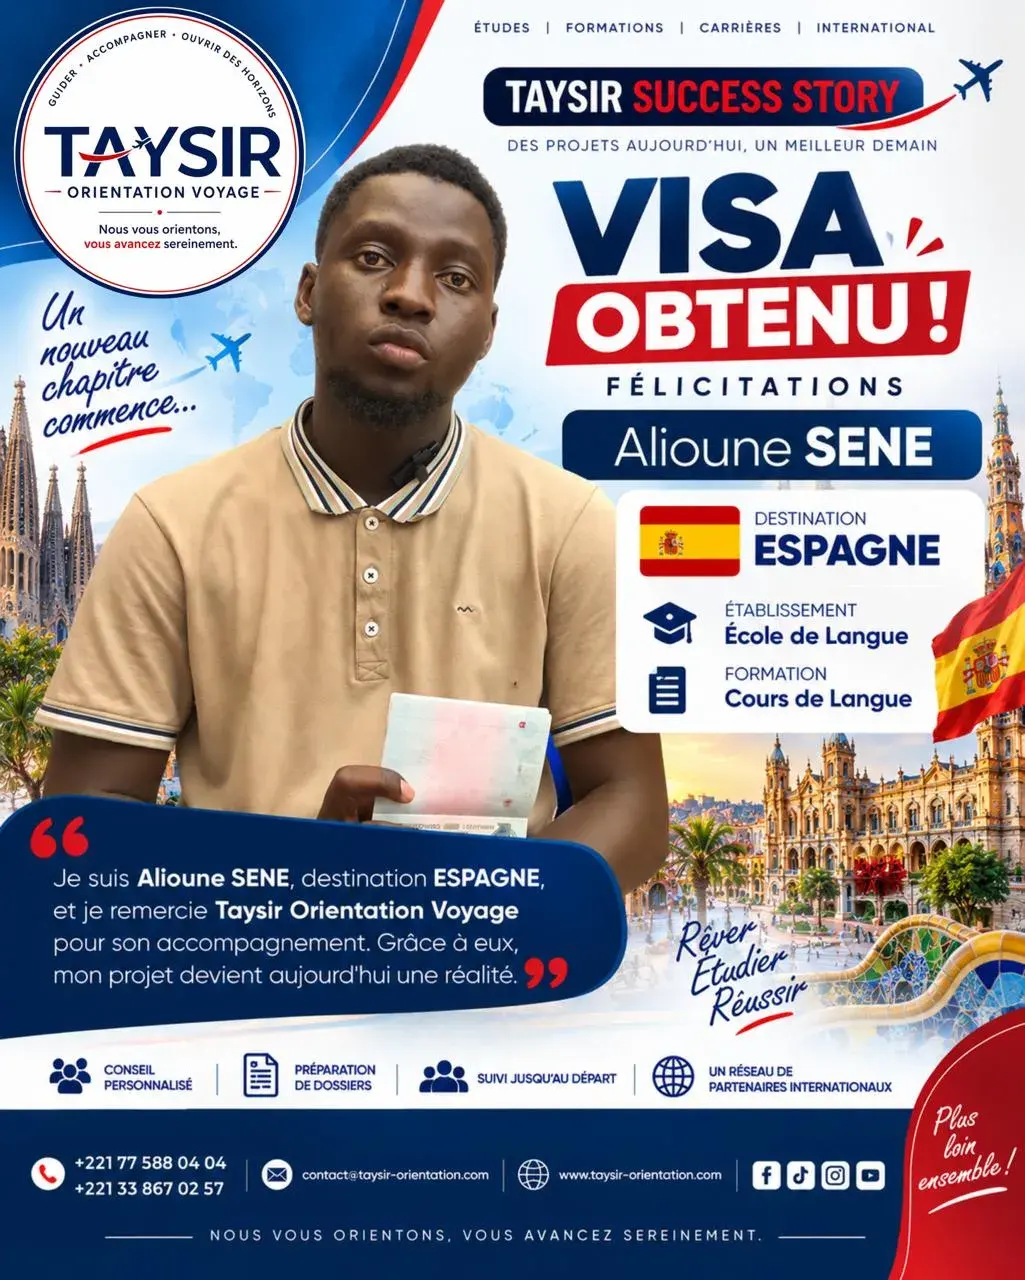 ÉTUDES | FORMATIONS | CARRIÈRES | INTERNATIONAL
GUIDER • ACCOMPAGNER • OUVRIR DES HORIZONS
TAYSIR
ORIENTATION VOYAGE
Nous vous orientons,
vous avancez sereinement.
TAYSIR SUCCESS STORY
DES PROJETS AUJOURD'HUI, UN MEILLEUR DEMAIN
VISA
OBTENU !
FÉLICITATIONS
Alioune SENE
Un
nouveau
chapitre
commence...
DESTINATION
ESPAGNE
ÉTABLISSEMENT
École de Langue
FORMATION
Cours de Langue
“
Je suis Alioune SENE, destination ESPAGNE,
et je remercie Taysir Orientation Voyage
pour son accompagnement. Grâce à eux,
mon projet devient aujourd'hui une réalité. ”
Rêver
Étudier
Réussir
CONSEIL
PERSONNALISÉ
PRÉPARATION
DE DOSSIERS
SUIVI JUSQU'AU DÉPART
UN RÉSEAU DE
PARTENAIRES INTERNATIONAUX
+221 77 588 04 04
+221 33 867 02 57
contact@taysir-orientation.com
www.taysir-orientation.com
Plus
loin
ensemble !
NOUS VOUS ORIENTONS, VOUS AVANCEZ SEREINEMENT.